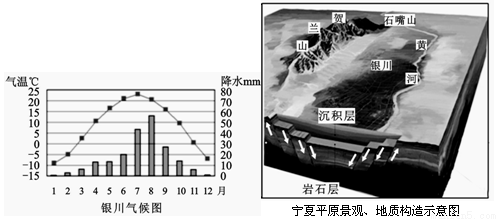 气温℃
降水mm
25
20
15
10
5
0
-5
-10
-15
80
70
60
50
40
30
20
10
0
1 2 3 4 5 6 7 8 9 10 11 12 月
银川气候图
贺
兰
山
石嘴山
黄
河
银川
沉积层
岩石层
宁夏平原景观、地质构造示意图